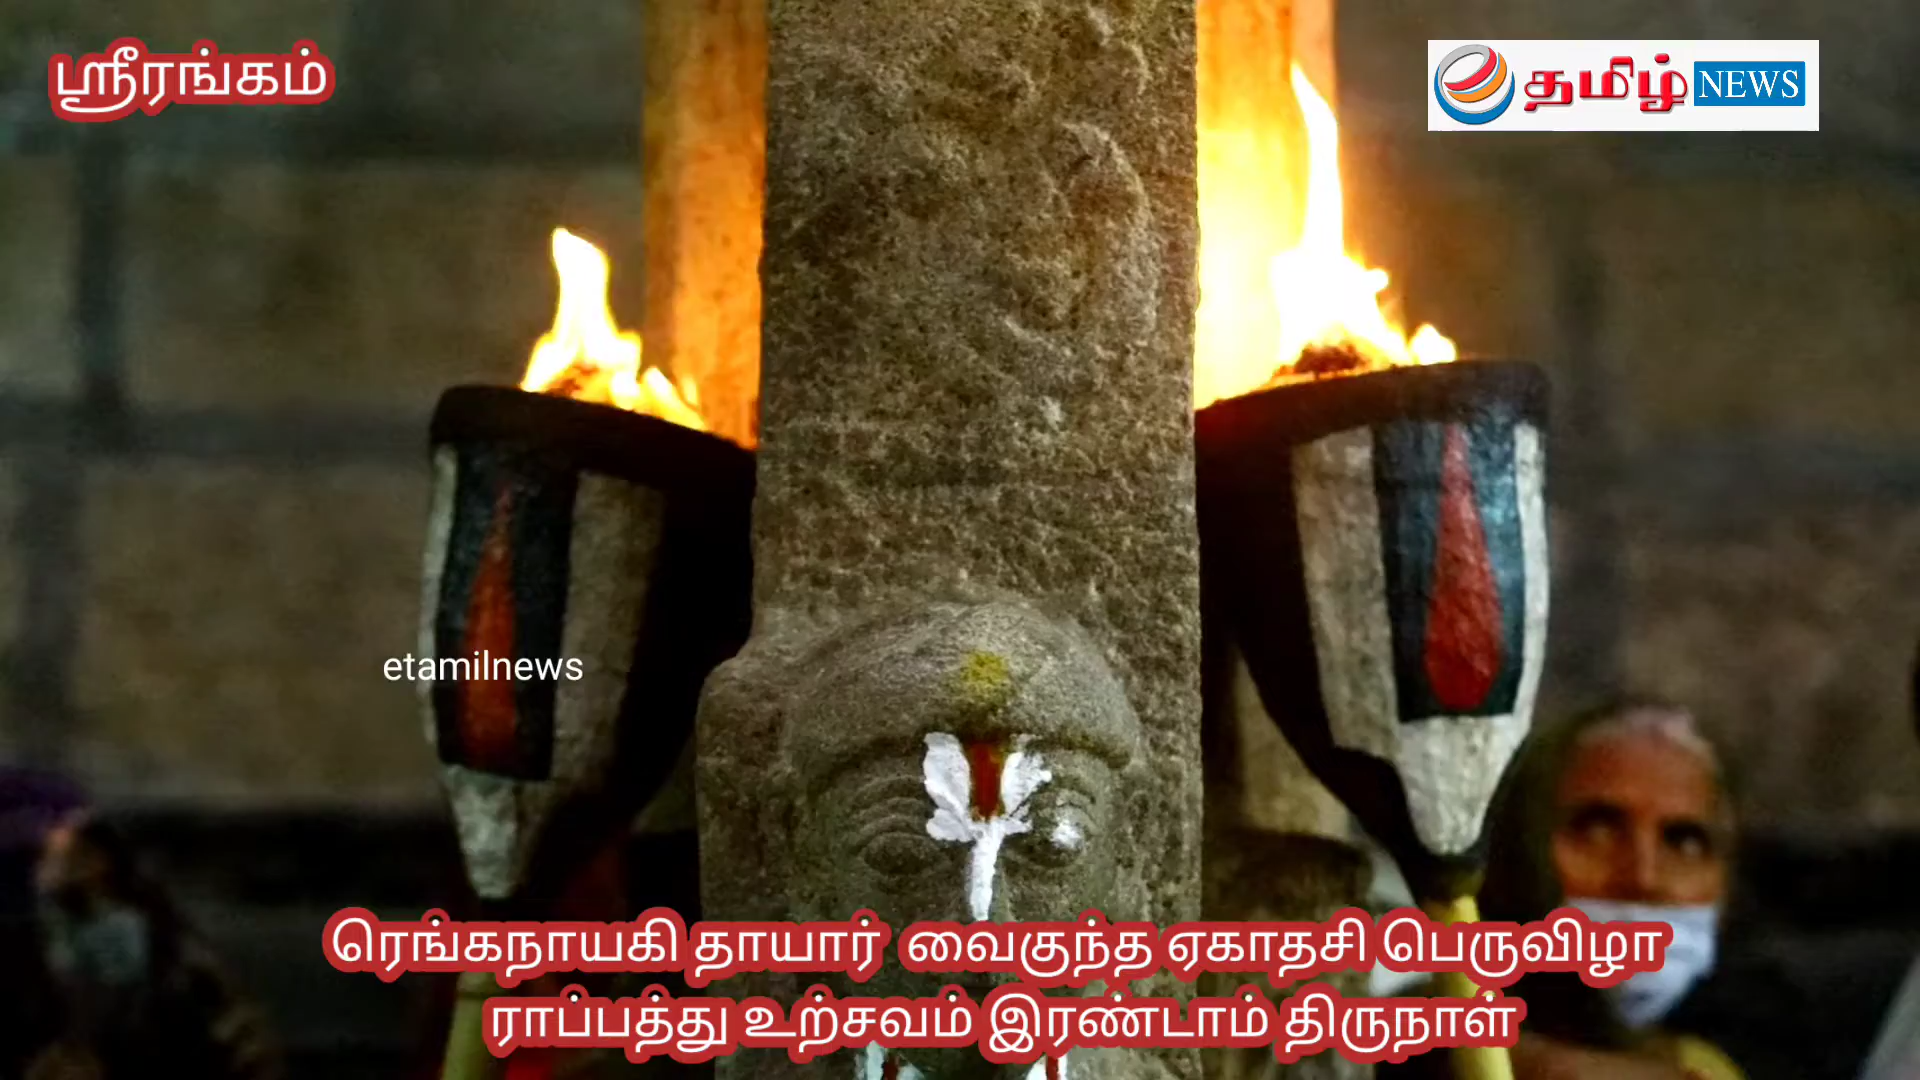 ஸ்ரீரங்கம்
தமிழ் NEWS
etamilnews
ரெங்கநாயகி தாயார் வைகுந்த ஏகாதசி பெருவிழா
ராப்பத்து உற்சவம் இரண்டாம் திருநாள்